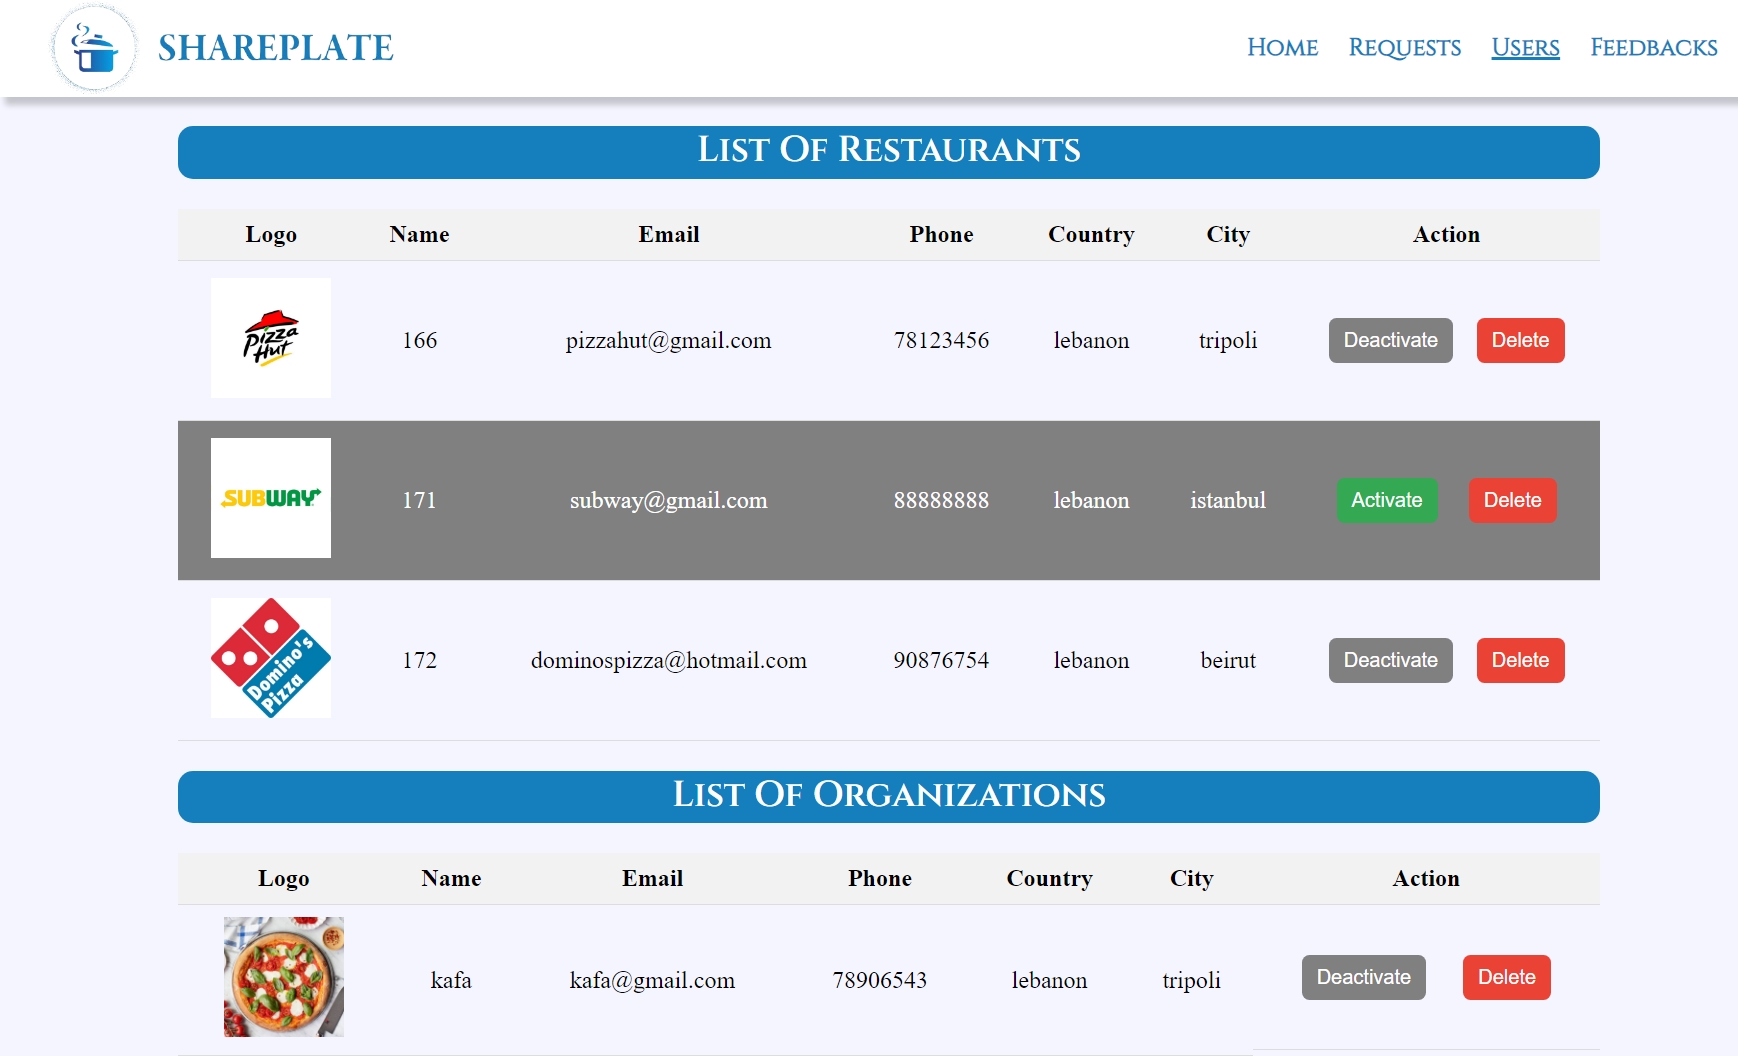 SHAREPLATE
Home Requests Users Feedbacks
List Of Restaurants
Logo Name Email Phone Country City Action
Pizza Hut 166 pizzahut@gmail.com 78123456 lebanon tripoli Deactivate Delete
SUBWAY 171 subway@gmail.com 88888888 lebanon istanbul Activate Delete
Domino's Pizza 172 dominospizza@hotmail.com 90876754 lebanon beirut Deactivate Delete
List Of Organizations
Logo Name Email Phone Country City Action
kafa kafa@gmail.com 78906543 lebanon tripoli Deactivate Delete